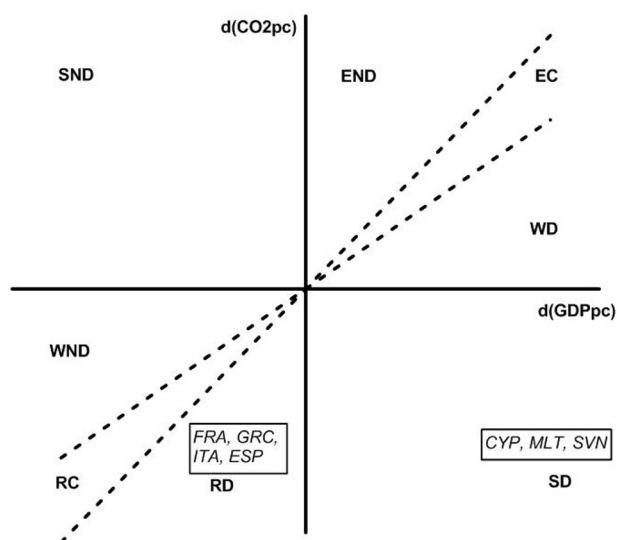 d(CO2pc)
SND
END
EC
WD
d(GDPpc)
WND
FRA, GRC,
ITA, ESP
CYP, MLT, SVN
RC
RD
SD